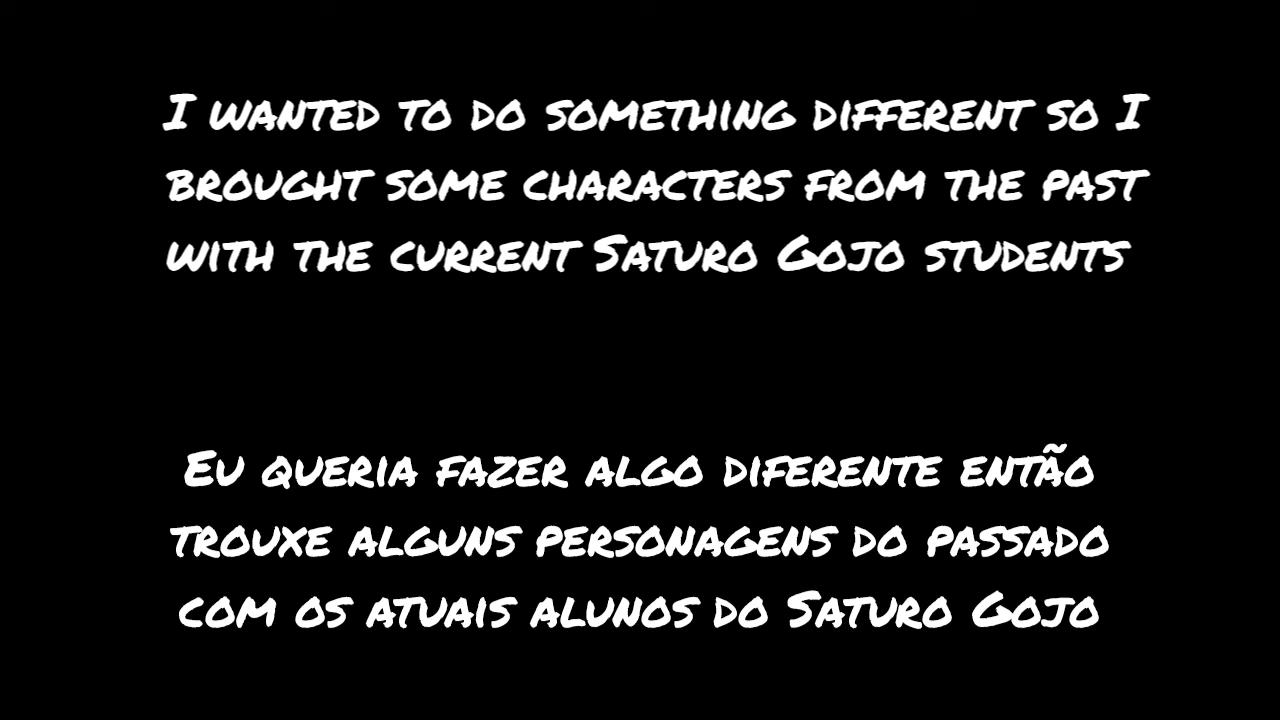 I wanted to do something different so I
brought some characters from the past
with the current Saturo Gojo students
Eu queria fazer algo diferente então
trouxe alguns personagens do passado
com os atuais alunos do Saturo Gojo